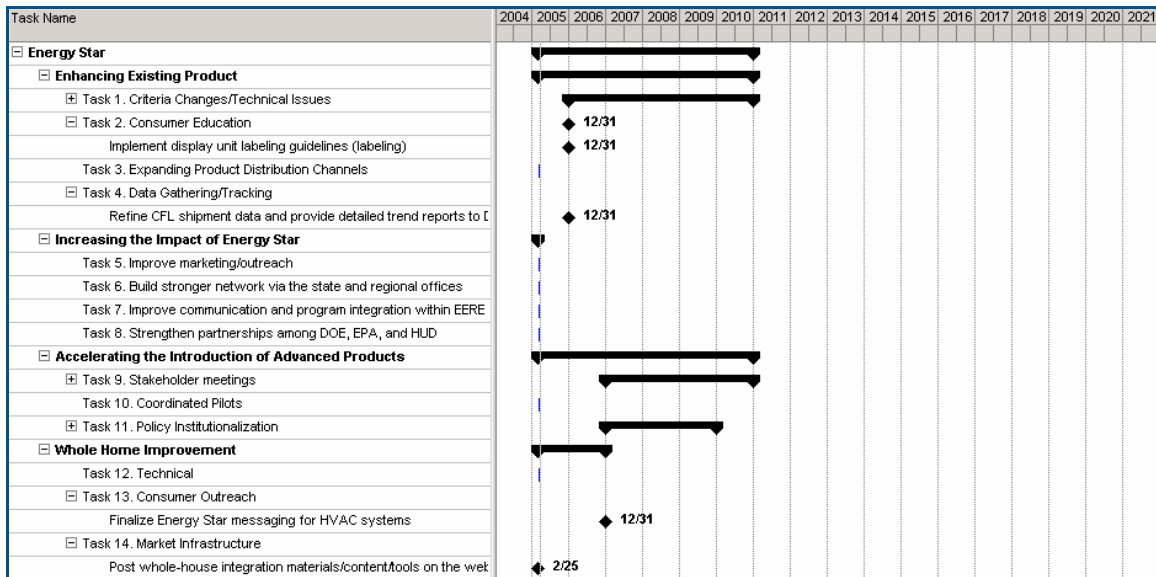 Task Name 2004 2005 2006 2007 2008 2009 2010 2011 2012 2013 2014 2015 2016 2017 2018 2019 2020 2021
Energy Star
Enhancing Existing Product
Task 1. Criteria Changes/Technical Issues
Task 2. Consumer Education 12/31
Implement display unit labeling guidelines (labeling) 12/31
Task 3. Expanding Product Distribution Channels
Task 4. Data Gathering/Tracking
Refine CFL shipment data and provide detailed trend reports to 12/31
Increasing the Impact of Energy Star
Task 5. Improve marketing/outreach
Task 6. Build stronger network via the state and regional offices
Task 7. Improve communication and program integration within EERE
Task 8. Strengthen partnerships among DOE, EPA, and HUD
Accelerating the Introduction of Advanced Products
Task 9. Stakeholder meetings
Task 10. Coordinated Pilots
Task 11. Policy Institutionalization
Whole Home Improvement
Task 12. Technical
Task 13. Consumer Outreach
Finalize Energy Star messaging for HVAC systems 12/31
Task 14. Market Infrastructure
Post whole-house integration materials/content/tools on the 2/25